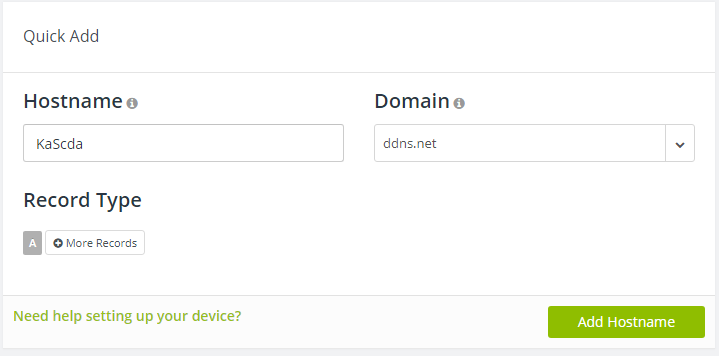 Quick Add
Hostname
Domain
KaScda
ddns.net
Record Type
A
More Records
Need help setting up your device?
Add Hostname